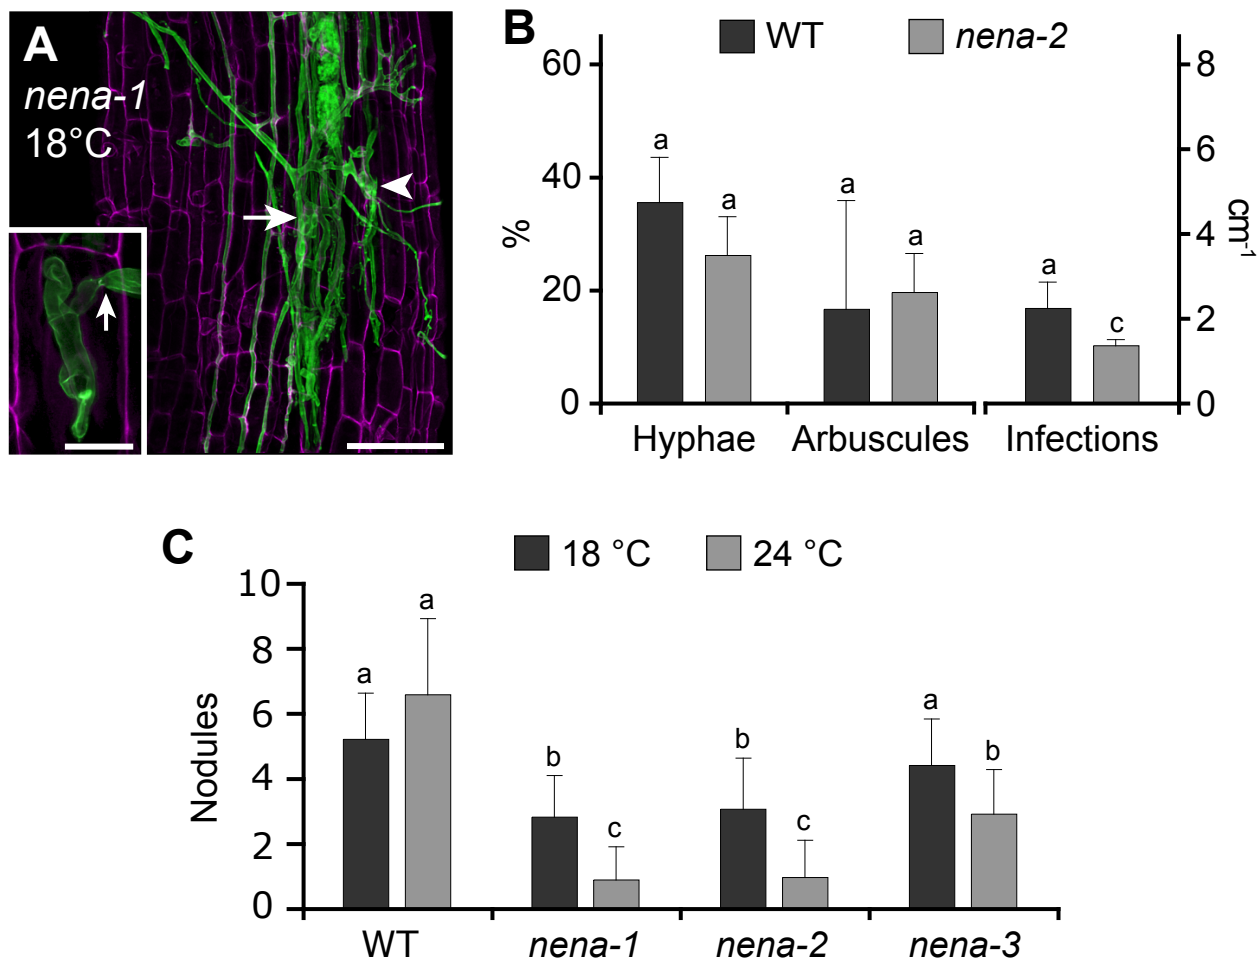 A
nena-1
18°C
B
WT
nena-2
60
40
20
0
%
8
6
4
2
0
cm-1
a
a
a
a
a
c
Hyphae
Arbuscules
Infections
C
18 °C
24 °C
10
8
6
4
2
0
Nodules
a
a
b
c
b
c
a
b
WT
nena-1
nena-2
nena-3